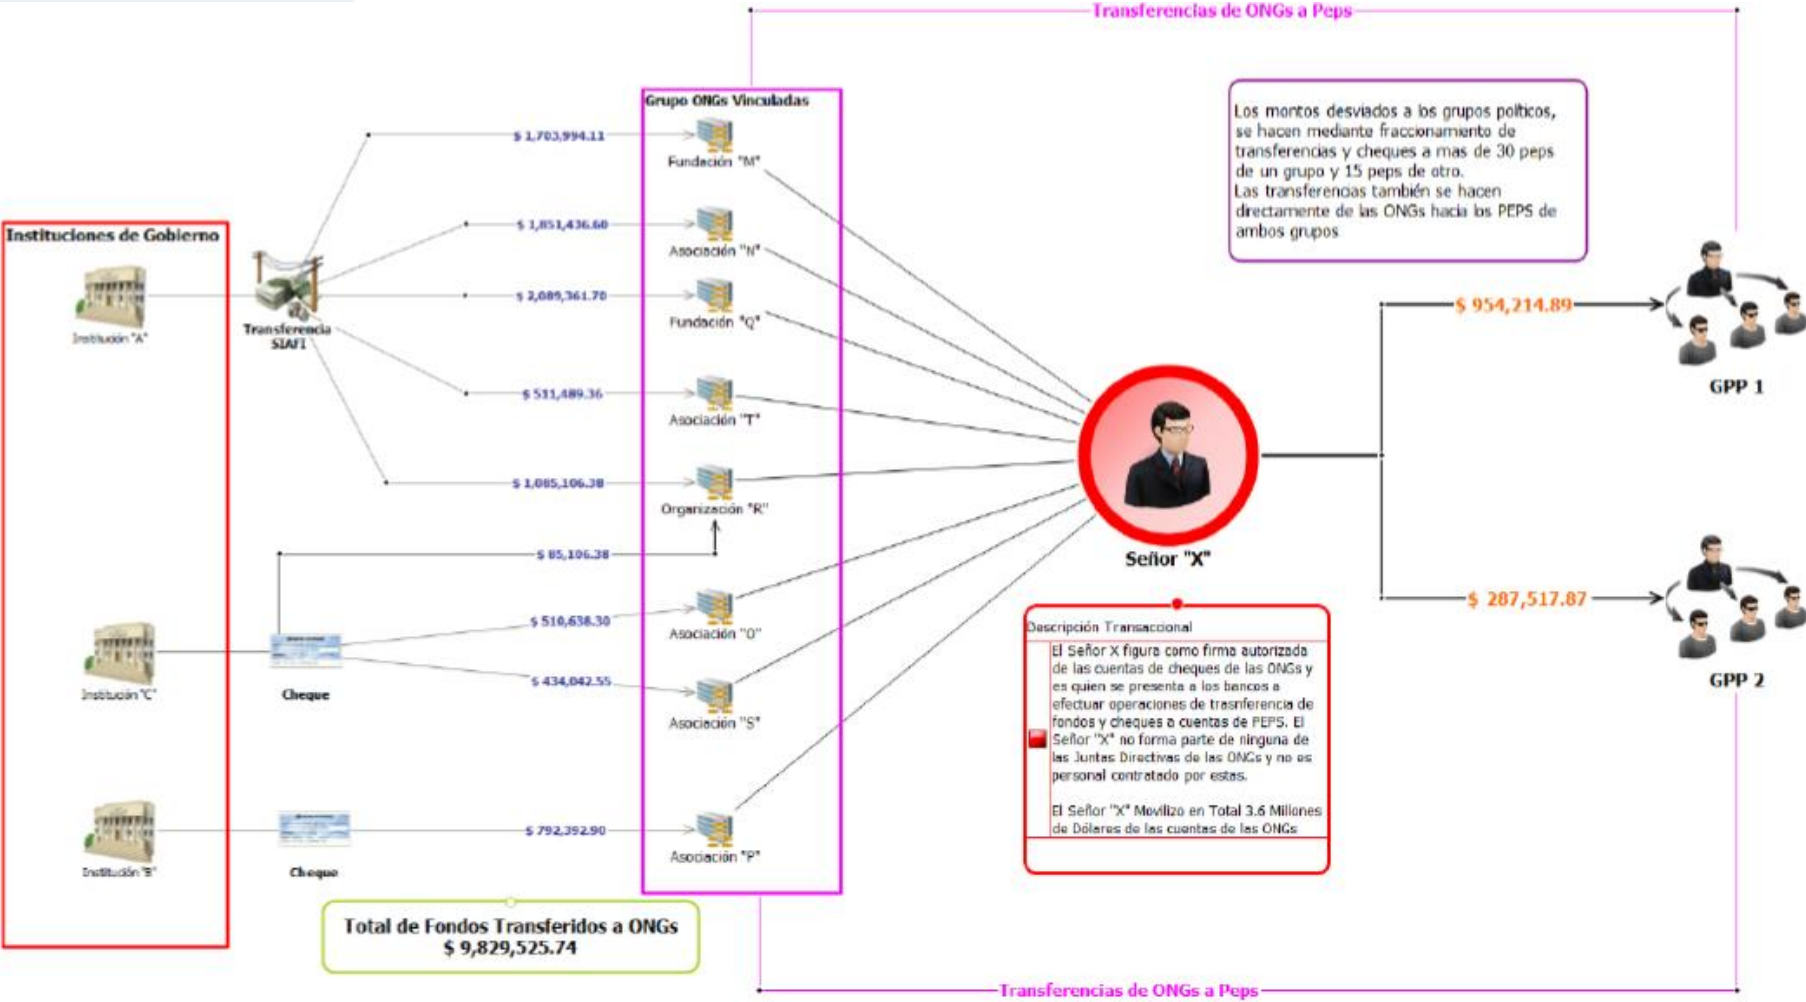 Transferencias de ONGs a Peps
Grupo ONGs Vinculadas
$ 1,703,994.11
Fundación "M"
Los montos desviados a los grupos políticos,
se hacen mediante fraccionamiento de
transferencias y cheques a mas de 30 peps
de un grupo y 15 peps de otro.
Las transferencias también se hacen
directamente de las ONGs hacia los PEPS de
ambos grupos
Instituciones de Gobierno
$ 1,851,436.60
Asociación "N"
Institución "A"
Transferencia
SIAFI
$ 2,089,361.70
Fundación "Q"
$ 954,214.89
GPP 1
$ 511,489.36
Asociación "T"
$ 1,085,106.38
Organización "R"
Señor "X"
$ 85,106.38
$ 510,638.30
Asociación "O"
$ 287,517.87
GPP 2
Institución "C"
Cheque
$ 434,042.55
Asociación "S"
Descripción Transaccional
El Señor X figura como firma autorizada
de las cuentas de cheques de las ONGs y
es quien se presenta a los bancos a
efectuar operaciones de trasnferencia de
fondos y cheques a cuentas de PEPS. El
Señor "X" no forma parte de ninguna de
las Juntas Directivas de las ONGs y no es
personal contratado por estas.
El Señor "X" Movilizo en Total 3.6 Millones
de Dólares de las cuentas de las ONGs
Institución "B"
Cheque
$ 792,392.90
Asociación "P"
Total de Fondos Transferidos a ONGs
$ 9,829,525.74
Transferencias de ONGs a Peps